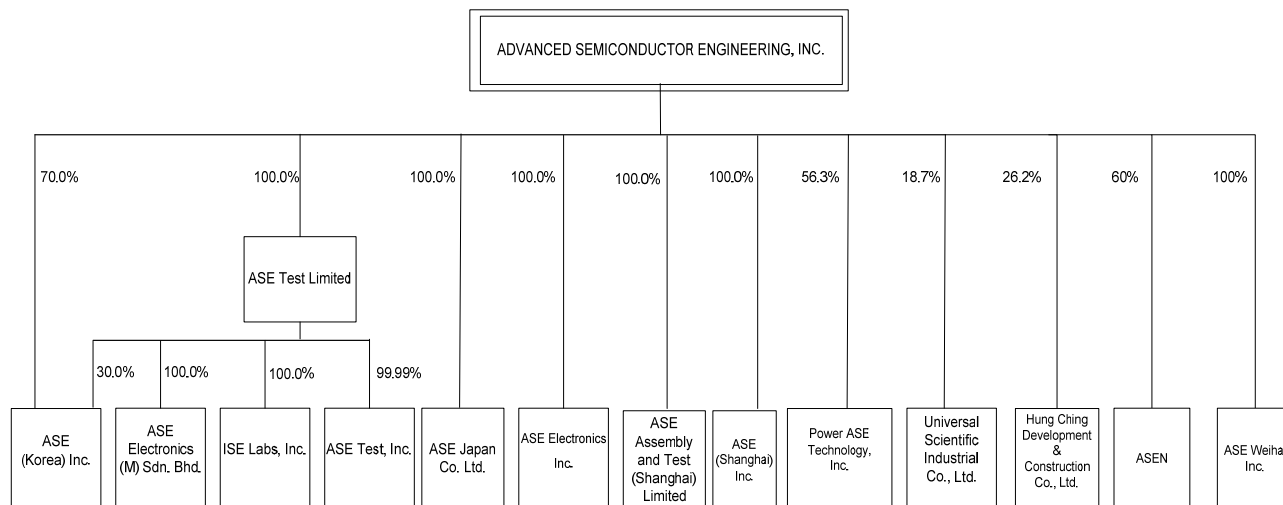 ADVANCED SEMICONDUCTOR ENGINEERING, INC.
70.0%
100.0%
100.0%
100.0%
100.0%
100.0%
56.3%
18.7%
26.2%
60%
100%
ASE Test Limited
30.0%
100.0%
100.0%
99.99%
ASE
(Korea) Inc.
ASE
Electronics
(M) Sdn. Bhd.
ISE Labs, Inc.
ASE Test, Inc.
ASE Japan
Co. Ltd.
ASE Electronics
Inc.
ASE
Assembly
and Test
(Shanghai)
Limited
ASE
(Shanghai)
Inc.
Power ASE
Technology,
Inc.
Universal
Scientific
Industrial
Co., Ltd.
Hung Ching
Development
&
Construction
Co., Ltd.
ASEN
ASE Weiha
Inc.